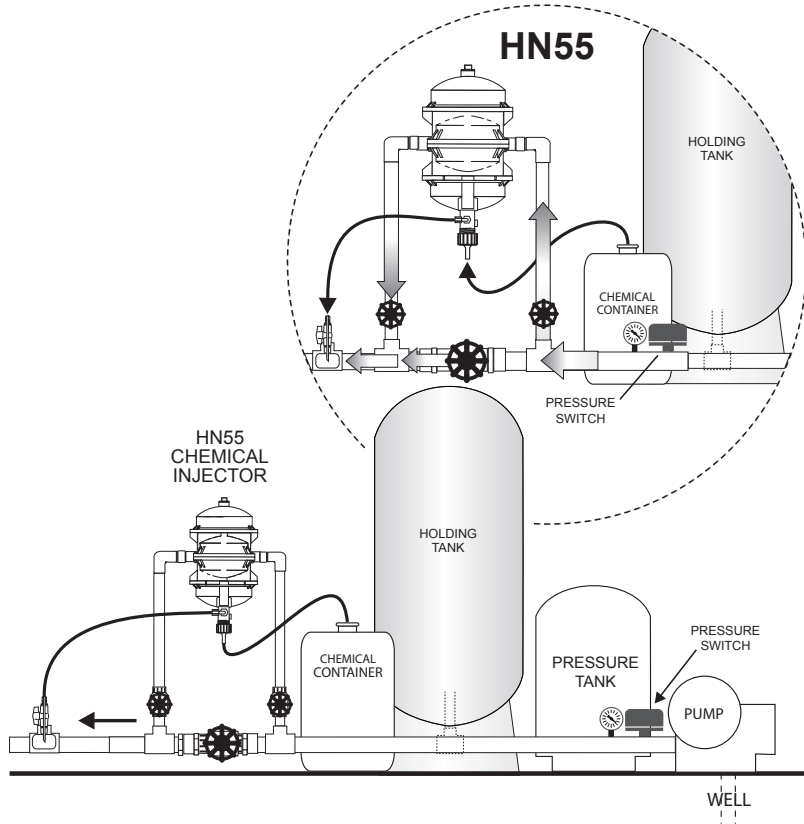 HN55
HOLDING
TANK
CHEMICAL
CONTAINER
PRESSURE
SWITCH
HN55
CHEMICAL
INJECTOR
HOLDING
TANK
CHEMICAL
CONTAINER
PRESSURE
TANK
PRESSURE
SWITCH
PUMP
WELL